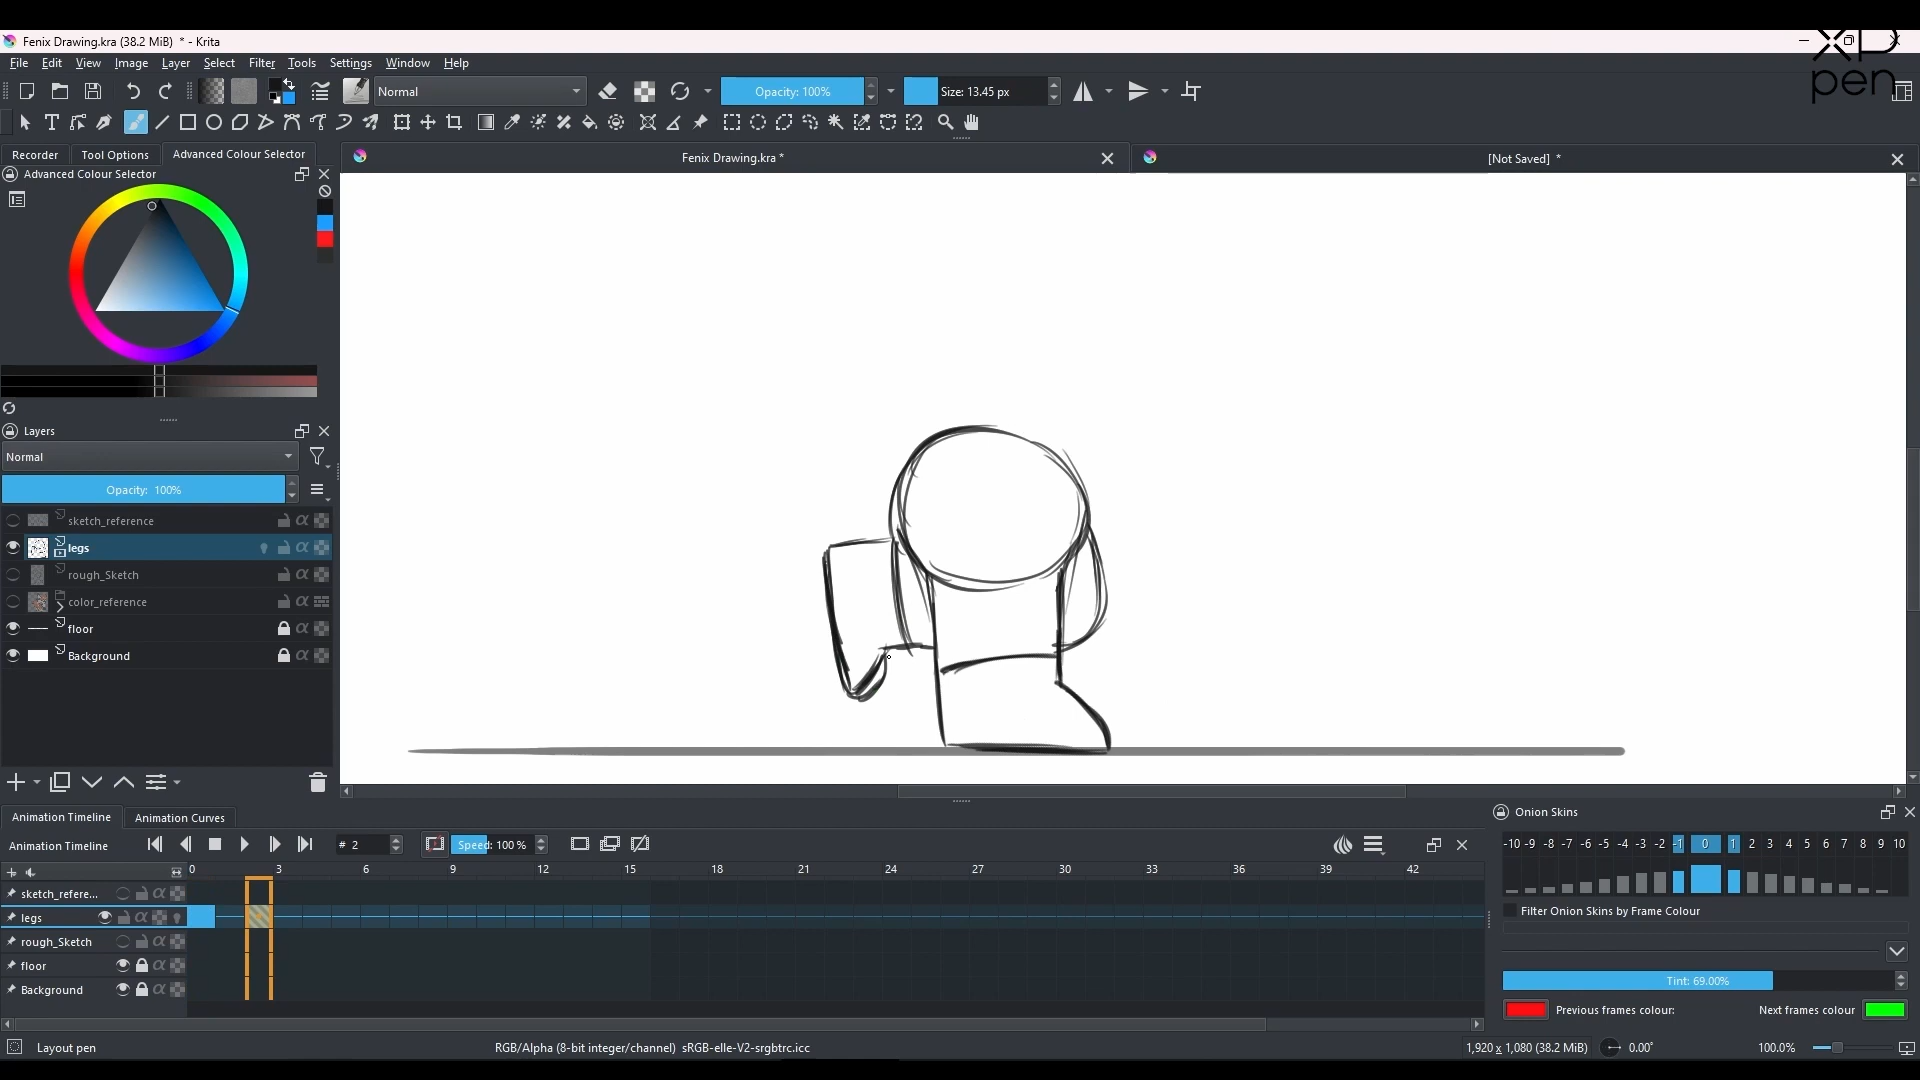 Fenix Drawing.kra (38.2 MiB) * - Krita
XP
pen
File Edit View Image Layer Select Filter Tools Settings Window Help
Normal
Opacity: 100%
Size: 13.45 px
Recorder
Tool Options
Advanced Colour Selector
Fenix Drawing.kra *
[Not Saved] *
Advanced Colour Selector
Layers
Normal
Opacity: 100%
sketch_reference
legs
rough_Sketch
color_reference
floor
Background
Animation Timeline
Animation Curves
Onion Skins
Animation Timeline
# 2
Speed: 100 %
-10 -9 -8 -7 -6 -5 -4 -3 -2 -1 0 1 2 3 4 5 6 7 8 9 10
0 3 6 9 12 15 18 21 24 27 30 33 36 39 42
sketch_refere...
legs
Filter Onion Skins by Frame Colour
rough_Sketch
floor
Background
Tint: 69.00%
Previous frames colour:
Next frames colour
Layout pen
RGB/Alpha (8-bit integer/channel) sRGB-elle-V2-srgbtrc.icc
1,920 x 1,080 (38.2 MiB)
0.00°
100.0%